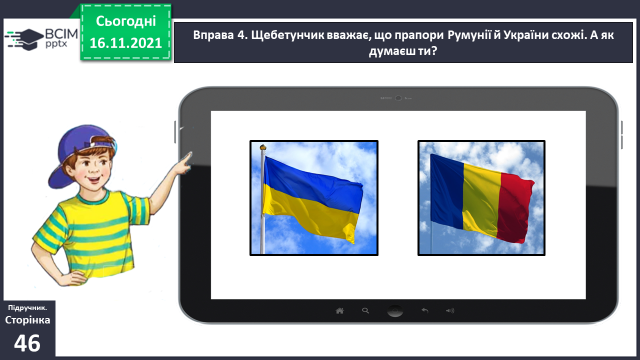 Сьогодні
16.11.2021
BCIM
pptx
Вправа 4. Щебетунчик вважає, що прапори Румунії й України схожі. А як
думаєш ти?
Підручник.
Сторінка
46